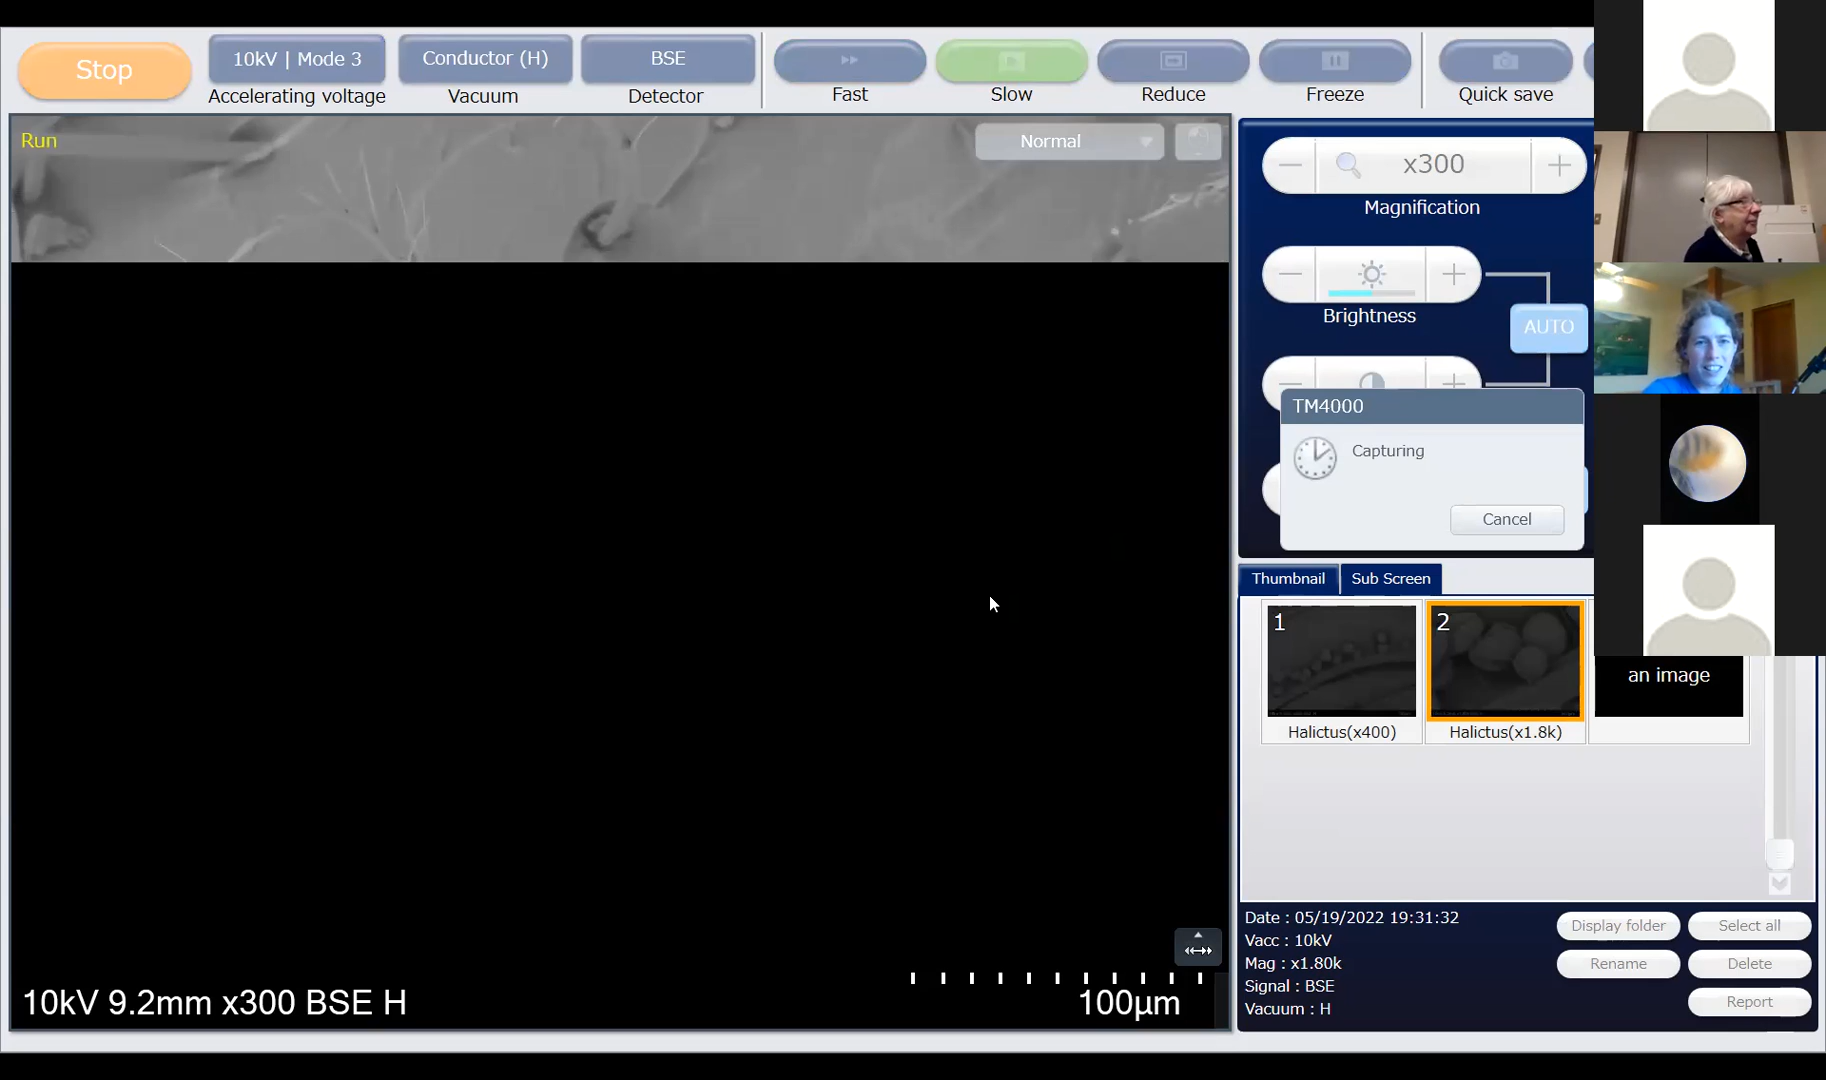 Stop
10kV | Mode 3
Accelerating voltage
Conductor (H)
Vacuum
BSE
Detector
Fast
Slow
Reduce
Freeze
Quick save
Run
Normal
x300
Magnification
Brightness
AUTO
TM4000
Capturing
Cancel
Thumbnail
Sub Screen
1
Halictus(x400)
2
Halictus(x1.8k)
an image
10kV 9.2mm x300 BSE H
100µm
Date : 05/19/2022 19:31:32
Vacc : 10kV
Mag : x1.80k
Signal : BSE
Vacuum : H
Display folder
Select all
Rename
Delete
Report